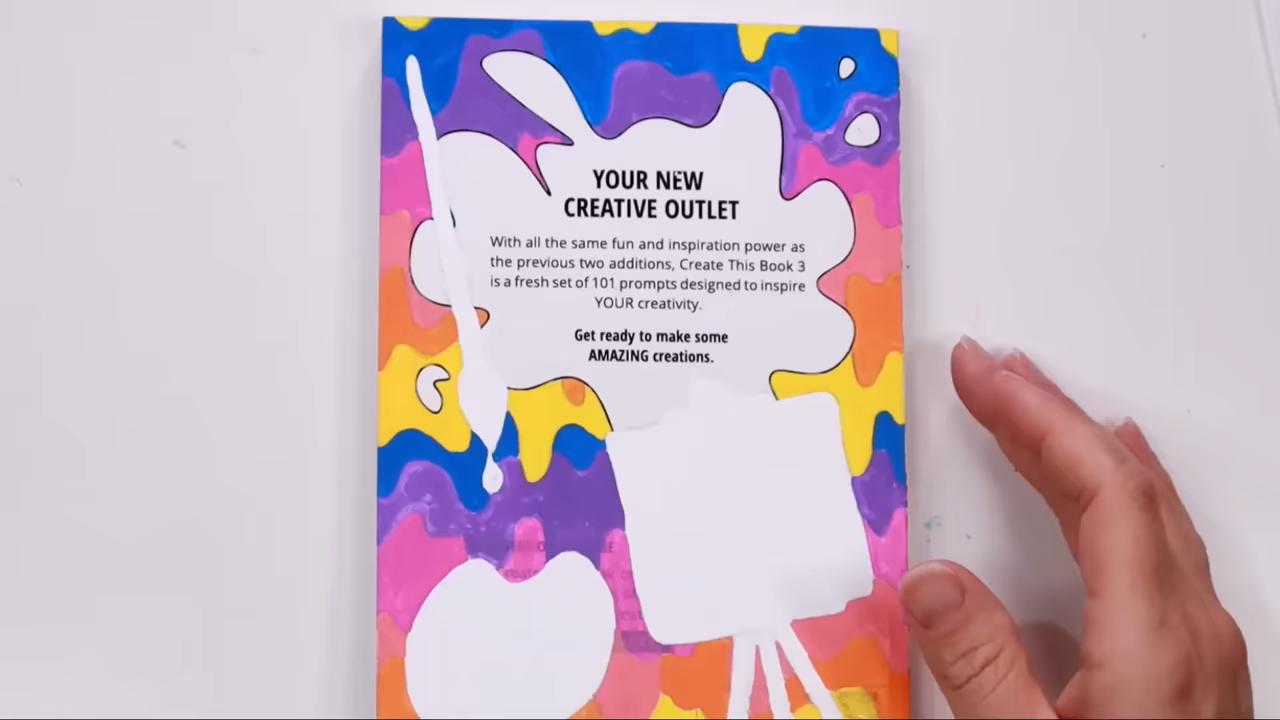 YOUR NEW
CREATIVE OUTLET
With all the same fun and inspiration power as
the previous two additions, Create This Book 3
is a fresh set of 101 prompts designed to inspire
YOUR creativity.
Get ready to make some
AMAZING creations.